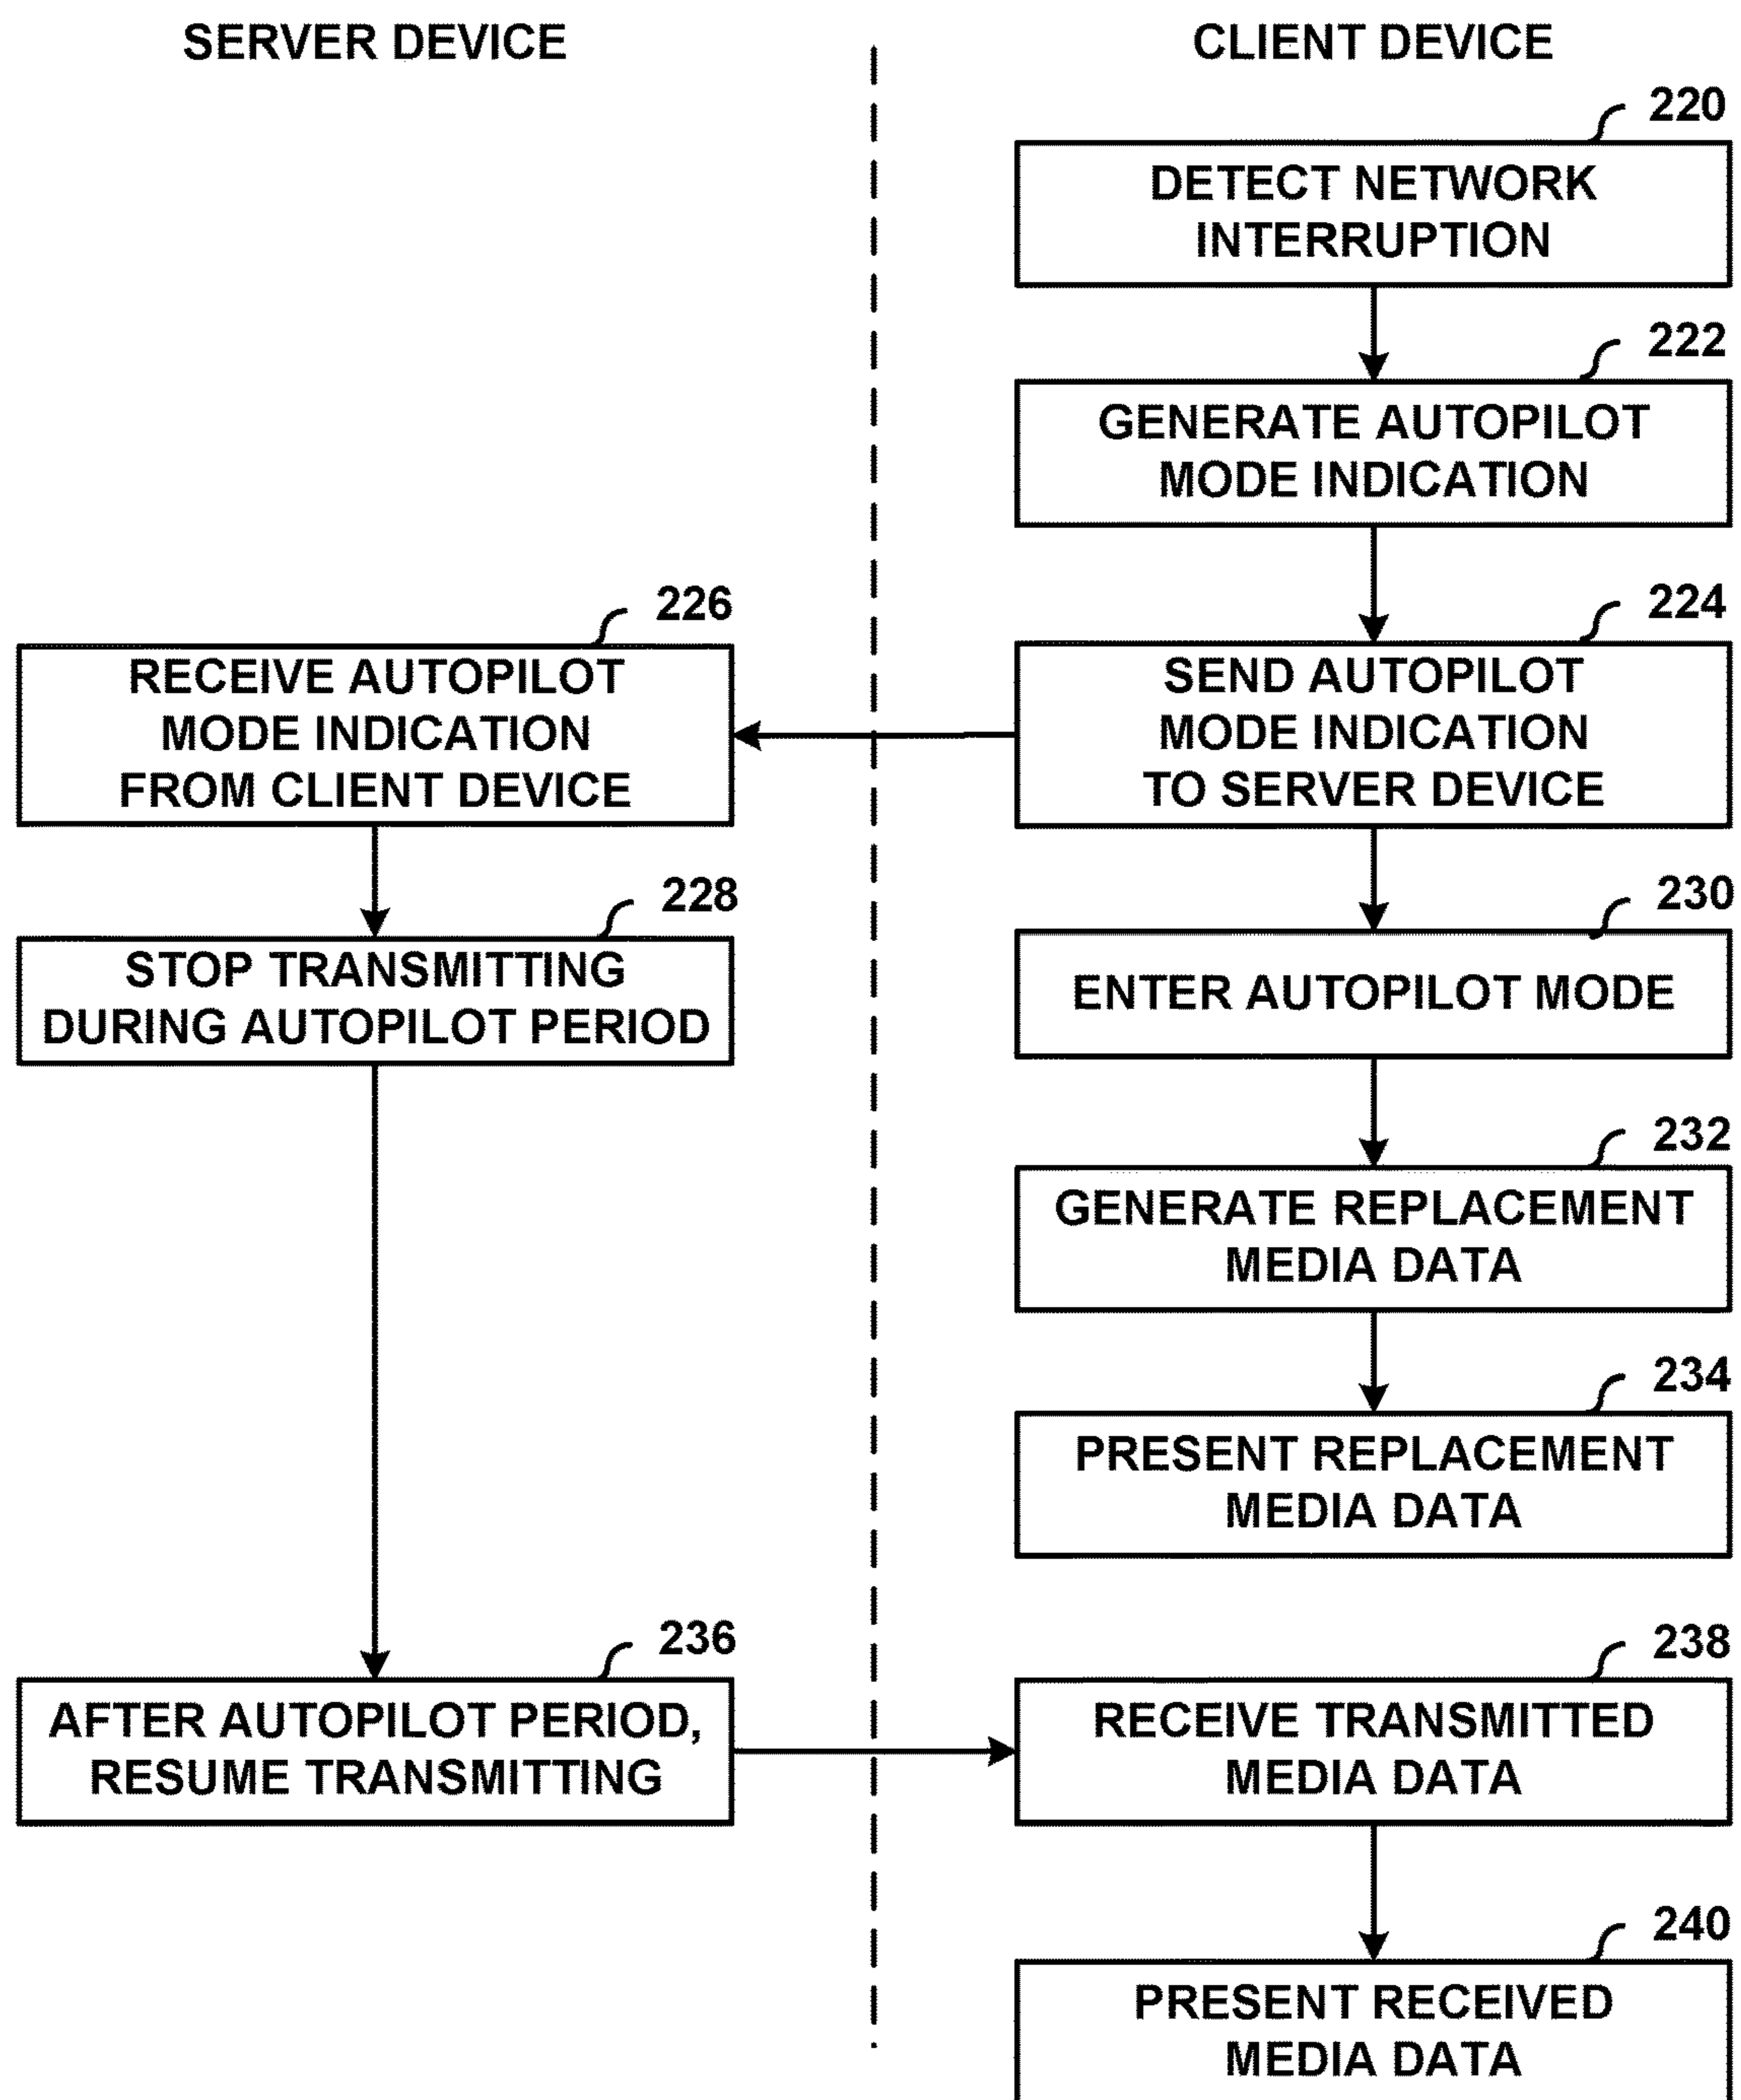 SERVER DEVICE
CLIENT DEVICE
220
DETECT NETWORK
INTERRUPTION
222
GENERATE AUTOPILOT
MODE INDICATION
224
SEND AUTOPILOT
MODE INDICATION
TO SERVER DEVICE
226
RECEIVE AUTOPILOT
MODE INDICATION
FROM CLIENT DEVICE
228
STOP TRANSMITTING
DURING AUTOPILOT PERIOD
230
ENTER AUTOPILOT MODE
232
GENERATE REPLACEMENT
MEDIA DATA
234
PRESENT REPLACEMENT
MEDIA DATA
236
AFTER AUTOPILOT PERIOD,
RESUME TRANSMITTING
238
RECEIVE TRANSMITTED
MEDIA DATA
240
PRESENT RECEIVED
MEDIA DATA